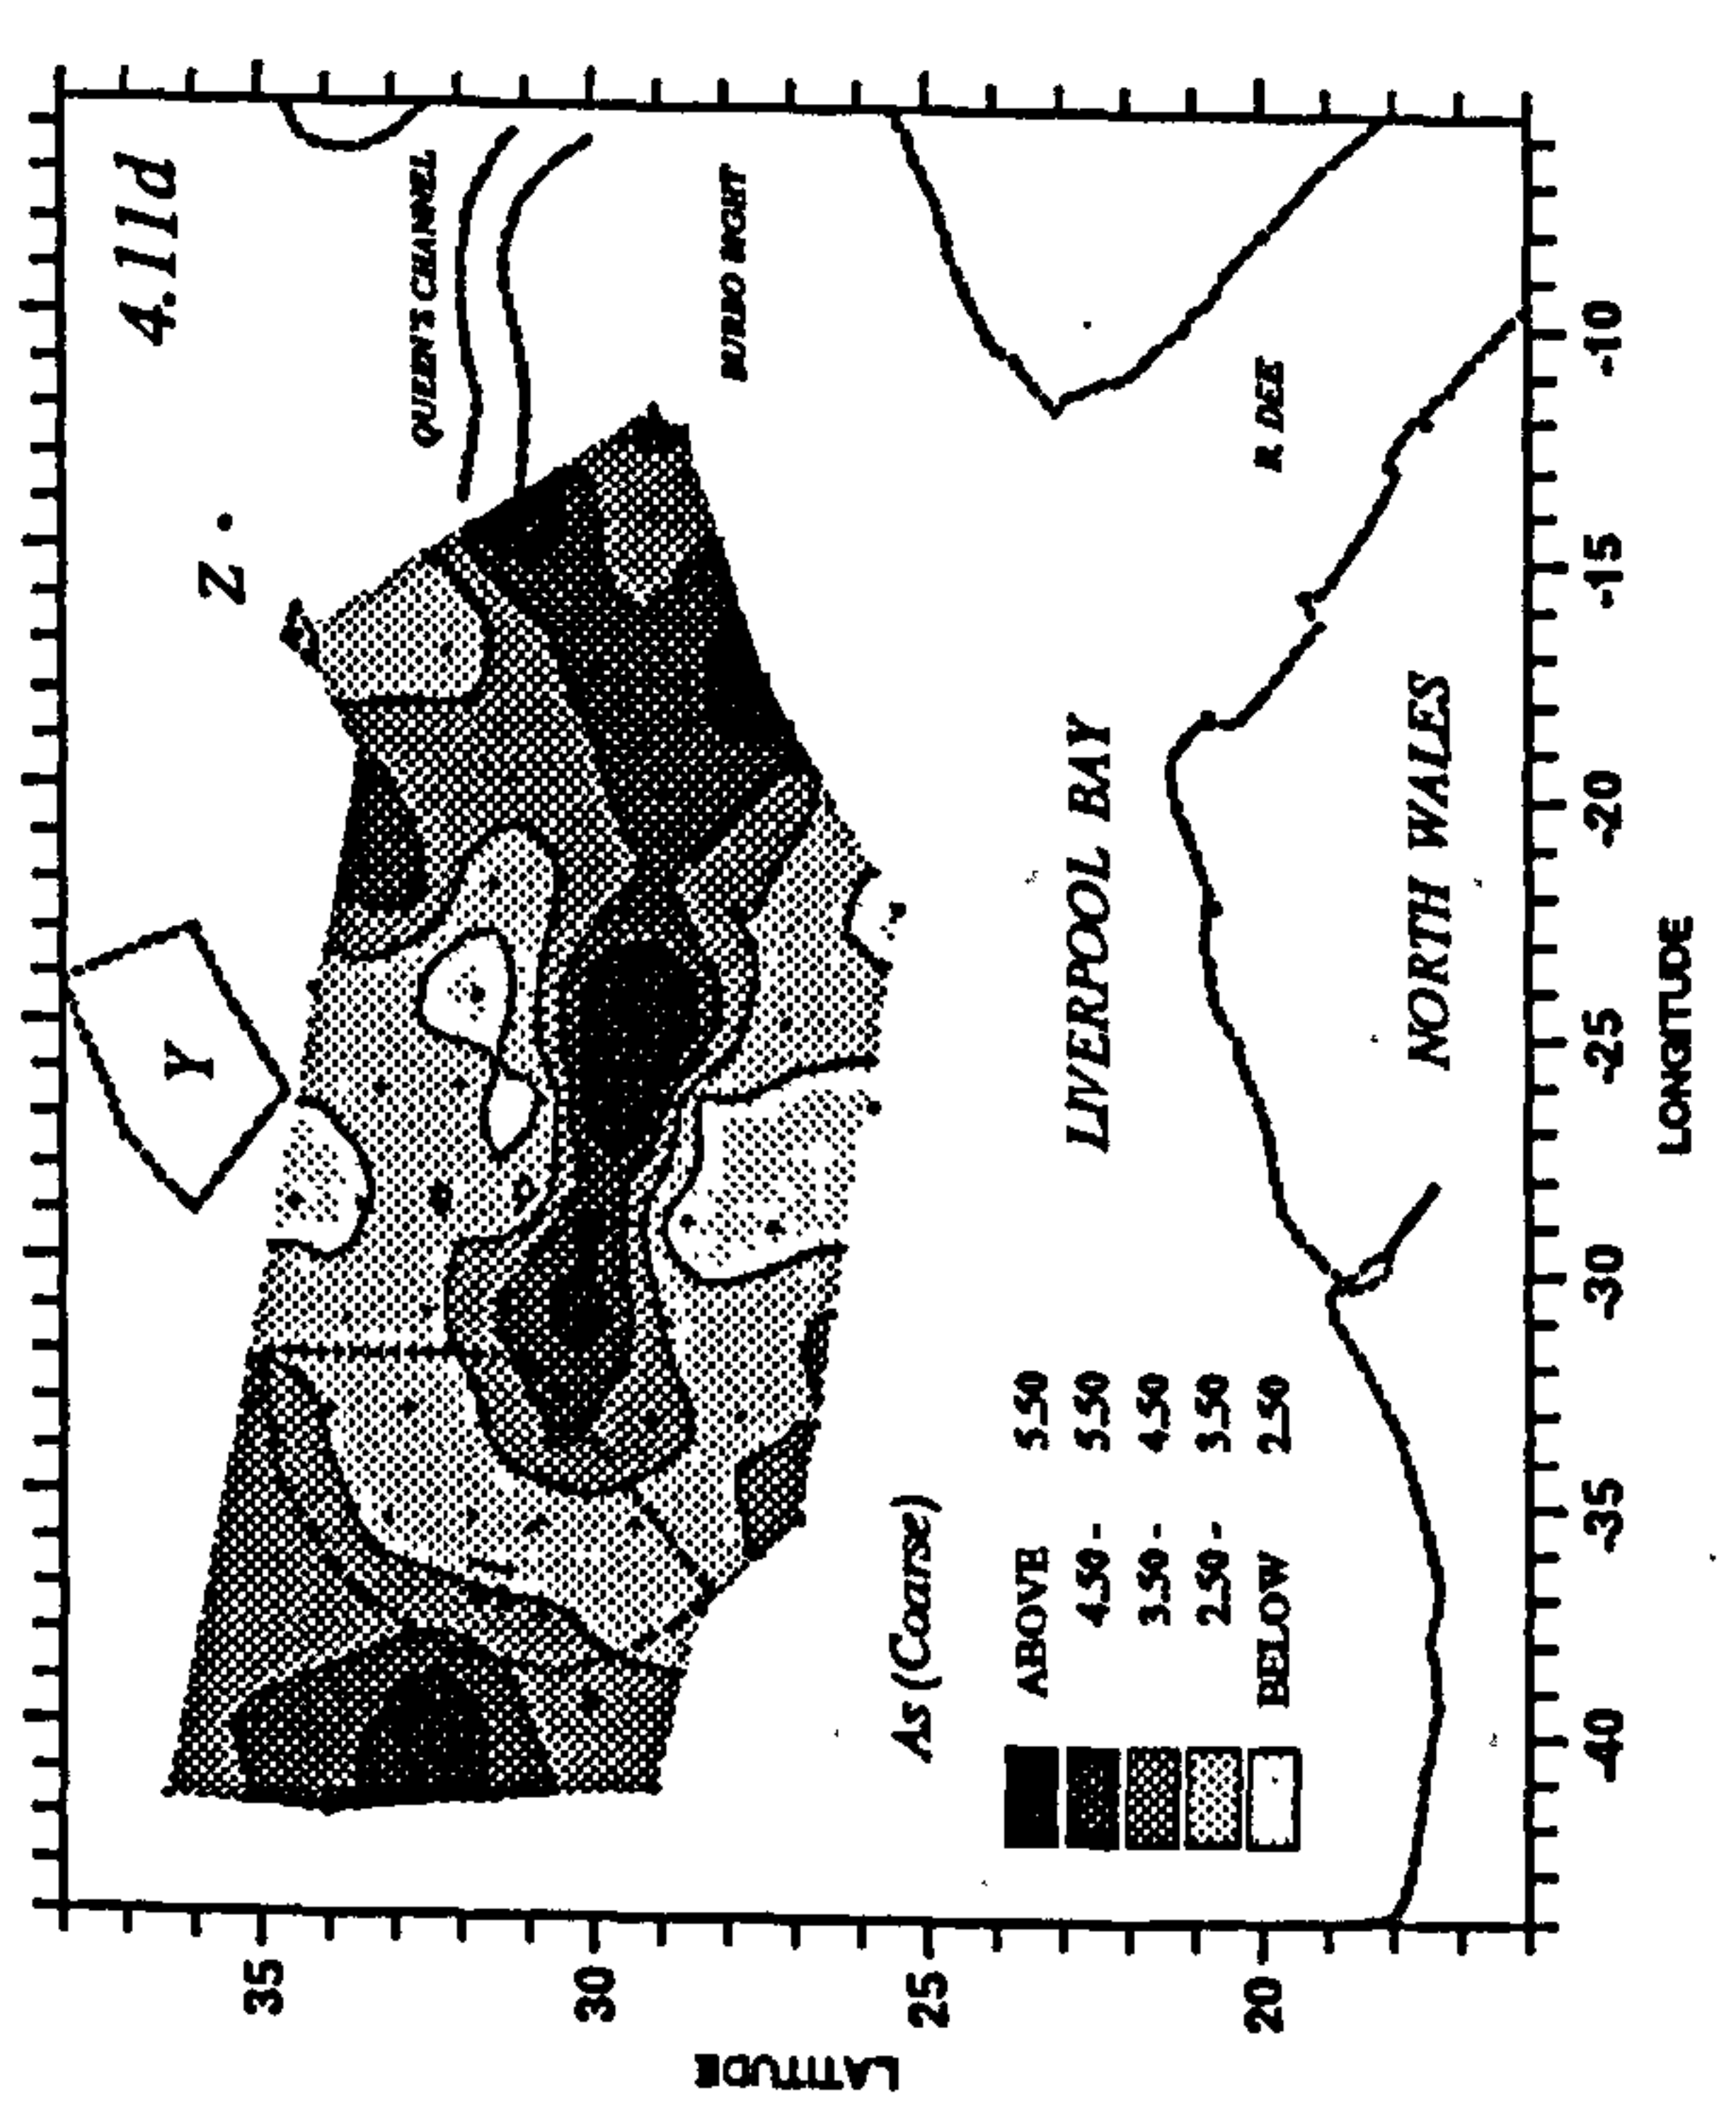 4.11d
Z
Y
QUEEN'S CHANNEL
BURBO BIGHT
R. DEE
LIVERPOOL BAY
NORTH WALES
As (Coarse)
ABOVE 5.50
4.50 - 5.50
3.50 - 4.50
2.50 - 3.50
BELOW 2.50
LATITUDE
35
30
25
20
-40
-35
-30
-25
-20
-15
-10
LONGITUDE